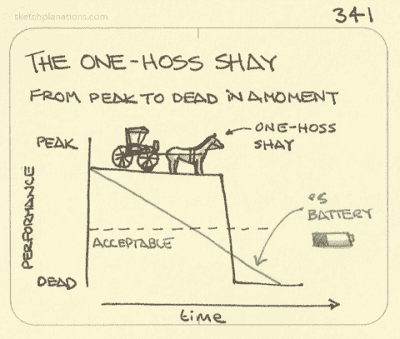 sketchplanations.com
341
THE ONE-HOSS SHAY
FROM PEAK TO DEAD IN A MOMENT
PEAK
ONE-HOSS
SHAY
PERFORMANCE
BATTERY
ACCEPTABLE
DEAD
time